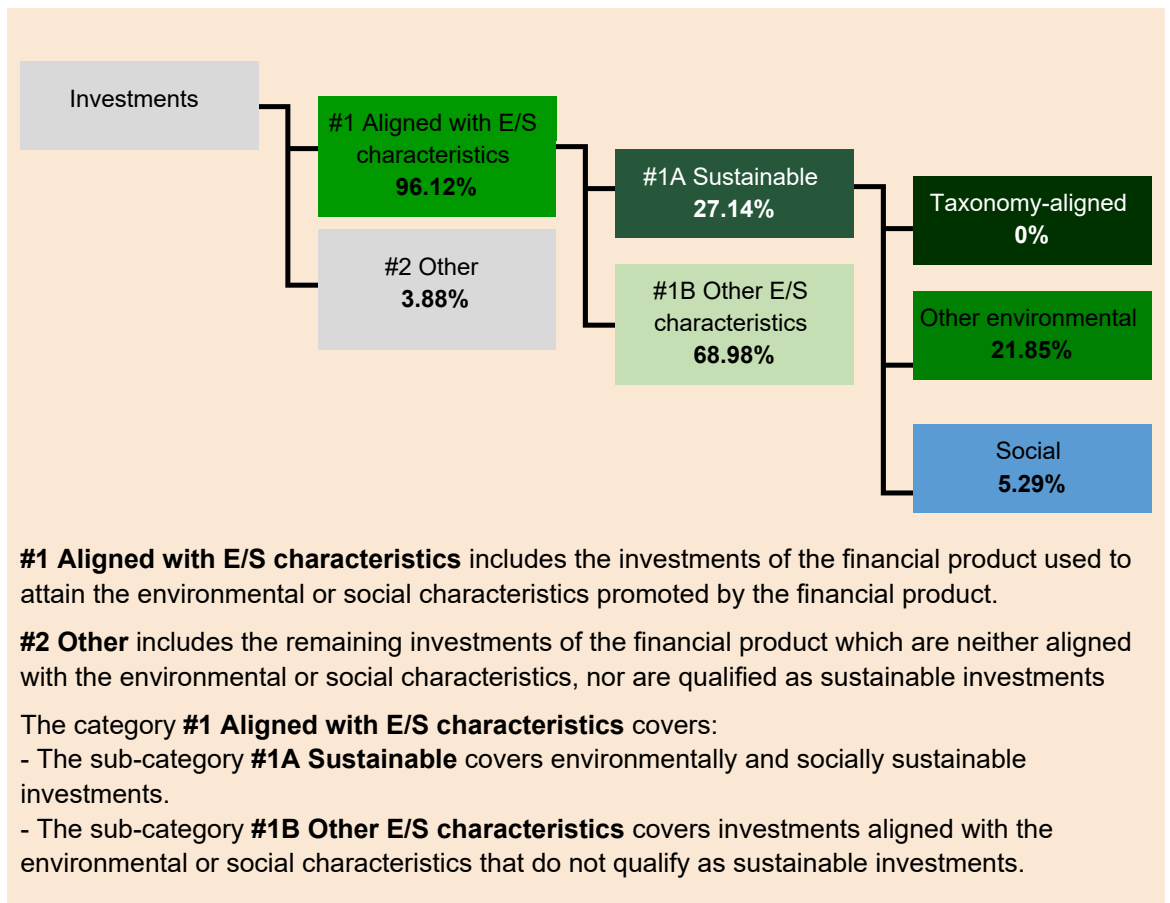 Investments
#1 Aligned with E/S
characteristics
96.12%
#2 Other
3.88%
#1A Sustainable
27.14%
#1B Other E/S
characteristics
68.98%
Taxonomy-aligned
0%
Other environmental
21.85%
Social
5.29%
#1 Aligned with E/S characteristics includes the investments of the financial product used to
attain the environmental or social characteristics promoted by the financial product.
#2 Other includes the remaining investments of the financial product which are neither aligned
with the environmental or social characteristics, nor are qualified as sustainable investments
The category #1 Aligned with E/S characteristics covers:
- The sub-category #1A Sustainable covers environmentally and socially sustainable
investments.
- The sub-category #1B Other E/S characteristics covers investments aligned with the
environmental or social characteristics that do not qualify as sustainable investments.